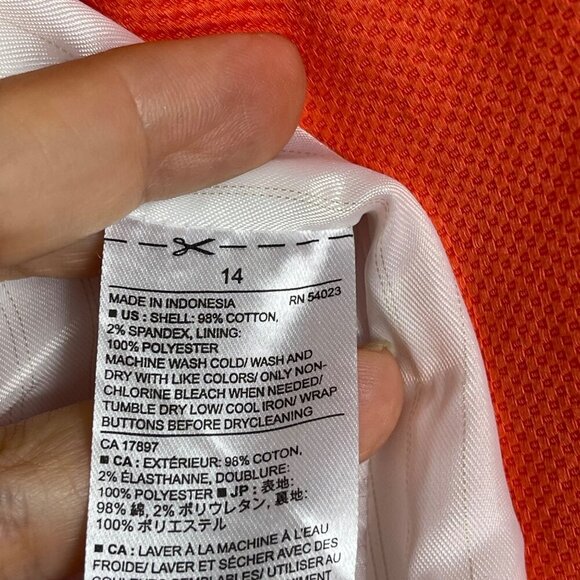 14
MADE IN INDONESIA RN 54023
■ US : SHELL: 98% COTTON,
2% SPANDEX, LINING:
100% POLYESTER
MACHINE WASH COLD/ WASH AND
DRY WITH LIKE COLORS/ ONLY NON-
CHLORINE BLEACH WHEN NEEDED/
TUMBLE DRY LOW/ COOL IRON/ WRAP
BUTTONS BEFORE DRYCLEANING
CA 17897
■ CA : EXTÉRIEUR: 98% COTON,
2% ÉLASTHANNE, DOUBLURE:
100% POLYESTER ■ JP : 表地:
98% 綿, 2% ポリウレタン, 裏地:
100% ポリエステル
■ CA : LAVER À LA MACHINE À L'EAU
FROIDE/ LAVER ET SÉCHER AVEC DES
COULEURS SEMBLABLES/ UTILISER